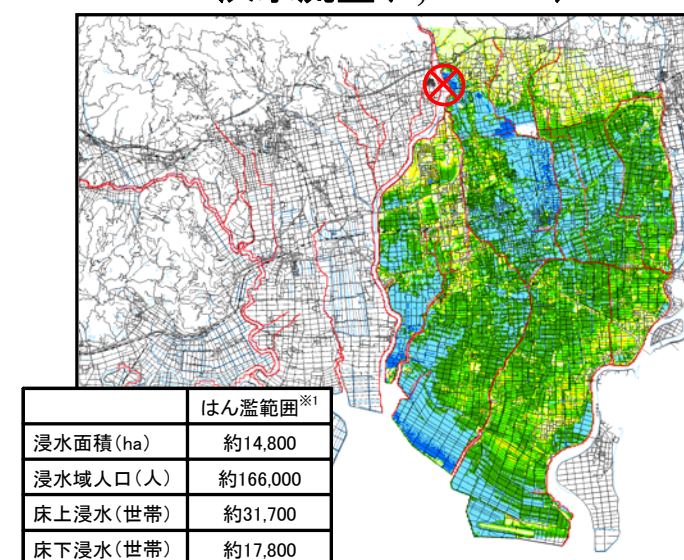 はん濫範囲※1
浸水面積(ha) 約14,800
浸水域人口(人) 約166,000
床上浸水(世帯) 約31,700
床下浸水(世帯) 約17,800